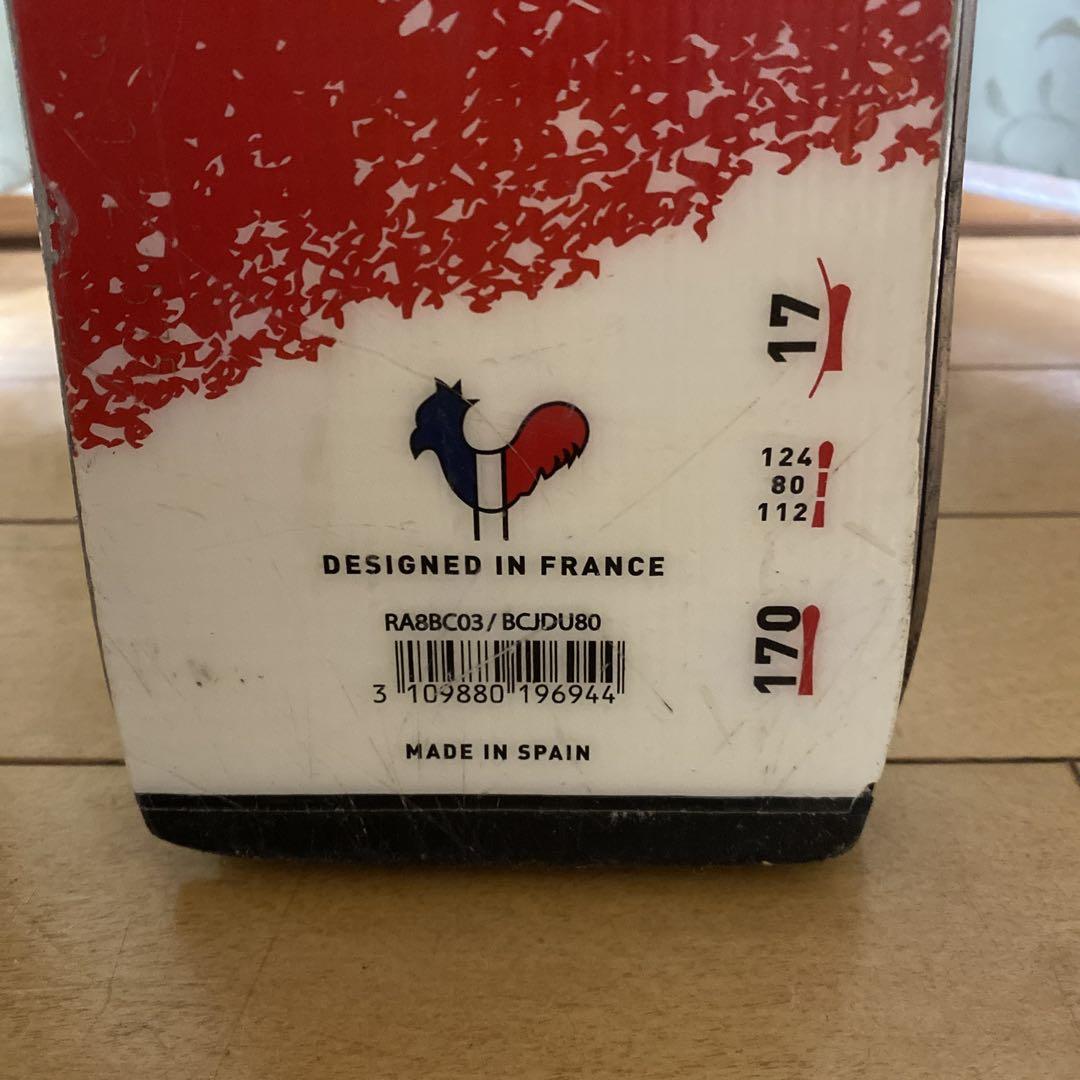 17
124
80
112
DESIGNED IN FRANCE
RA8BC03 / BCJDU80
3 109880 196944
170
MADE IN SPAIN